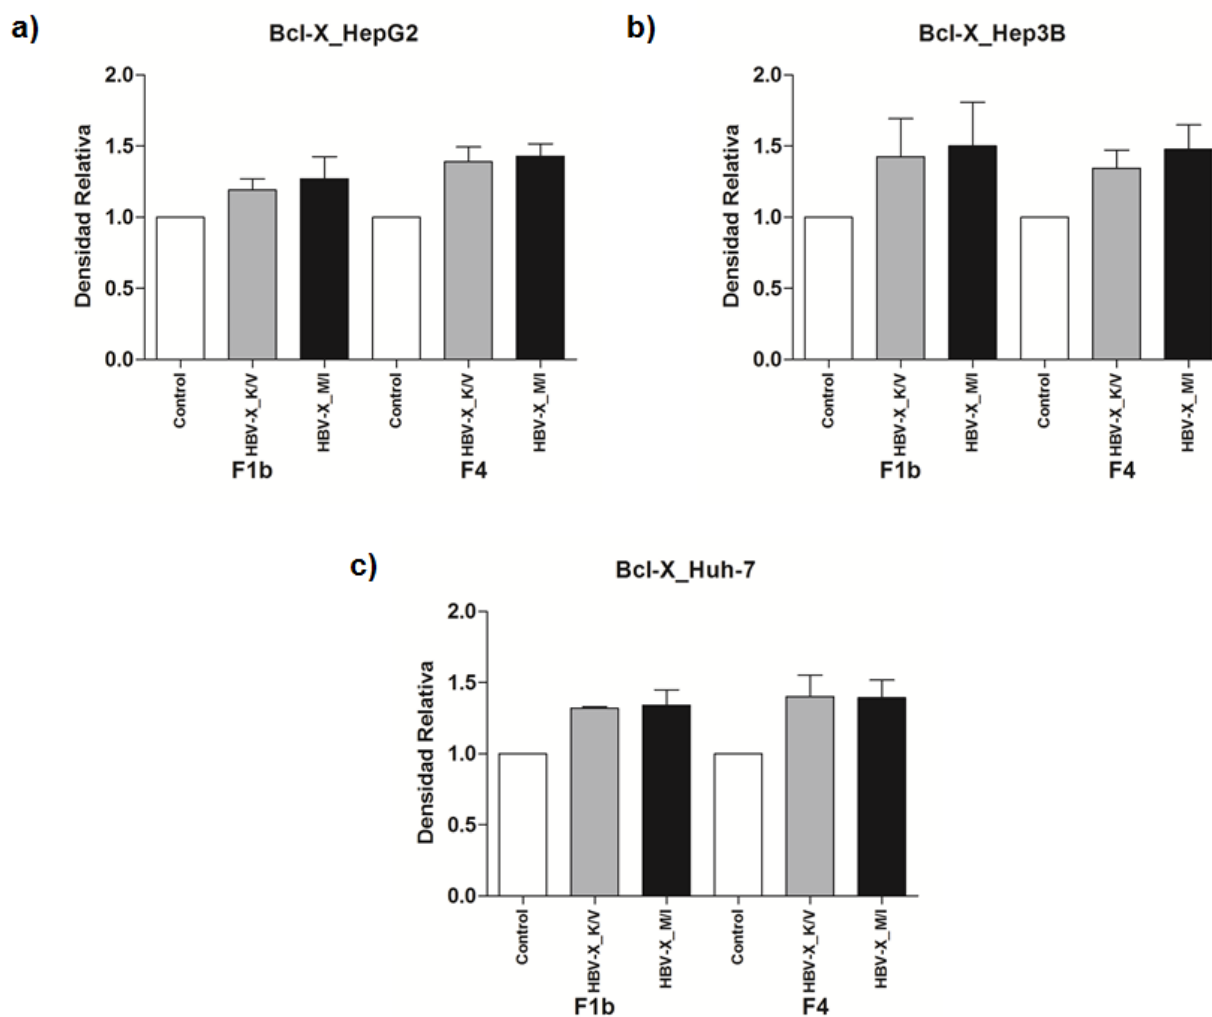 a)
Bcl-X_HepG2
Densidad Relativa
2.0
1.5
1.0
0.5
0.0
Control
HBV-X_K/V
HBV-X_M/I
Control
HBV-X_K/V
HBV-X_M/I
F1b
F4
b)
Bcl-X_Hep3B
Densidad Relativa
2.0
1.5
1.0
0.5
0.0
Control
HBV-X_K/V
HBV-X_M/I
Control
HBV-X_K/V
HBV-X_M/I
F1b
F4
c)
Bcl-X_Huh-7
Densidad Relativa
2.0
1.5
1.0
0.5
0.0
Control
HBV-X_K/V
HBV-X_M/I
Control
HBV-X_K/V
HBV-X_M/I
F1b
F4